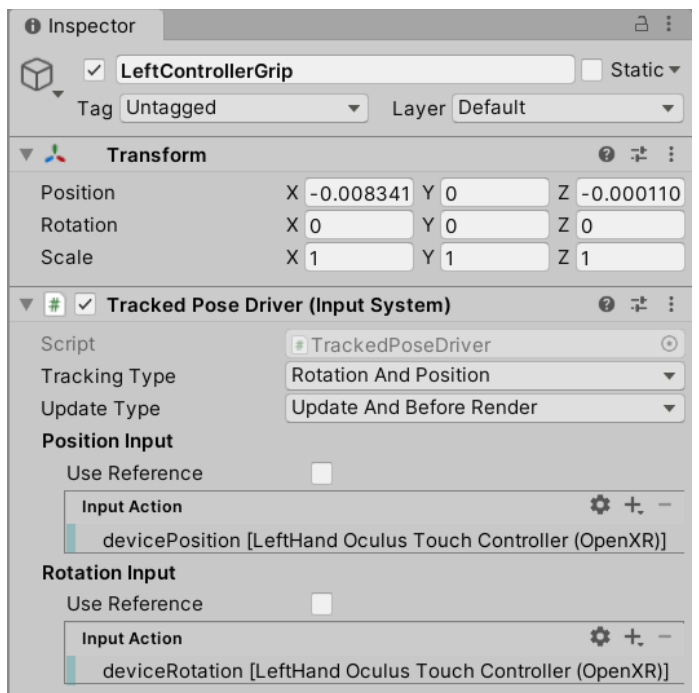 Inspector
LeftControllerGrip Static
Tag Untagged Layer Default
Transform
Position X -0.008341 Y 0 Z -0.000110
Rotation X 0 Y 0 Z 0
Scale X 1 Y 1 Z 1
# Tracked Pose Driver (Input System)
Script # TrackedPoseDriver
Tracking Type Rotation And Position
Update Type Update And Before Render
Position Input
Use Reference
Input Action
devicePosition [LeftHand Oculus Touch Controller (OpenXR)]
Rotation Input
Use Reference
Input Action
deviceRotation [LeftHand Oculus Touch Controller (OpenXR)]